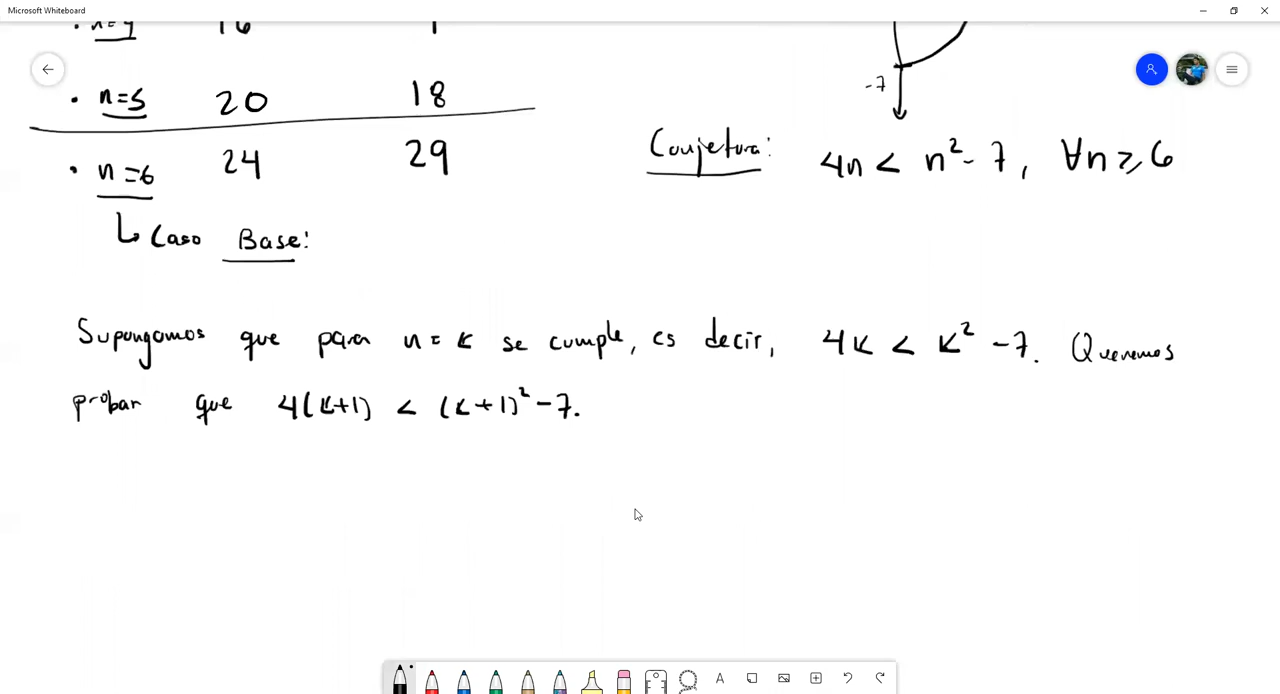 Microsoft Whiteboard
• n=5 20 18
• n=6 24 29
↳ Caso Base:
-7
Conjetura: 4n < n² - 7, ∀n ≥ 6
Supongamos que para n = k se cumple, es decir, 4k < k² - 7. Queremos
probar que 4(k+1) < (k+1)² - 7.
A